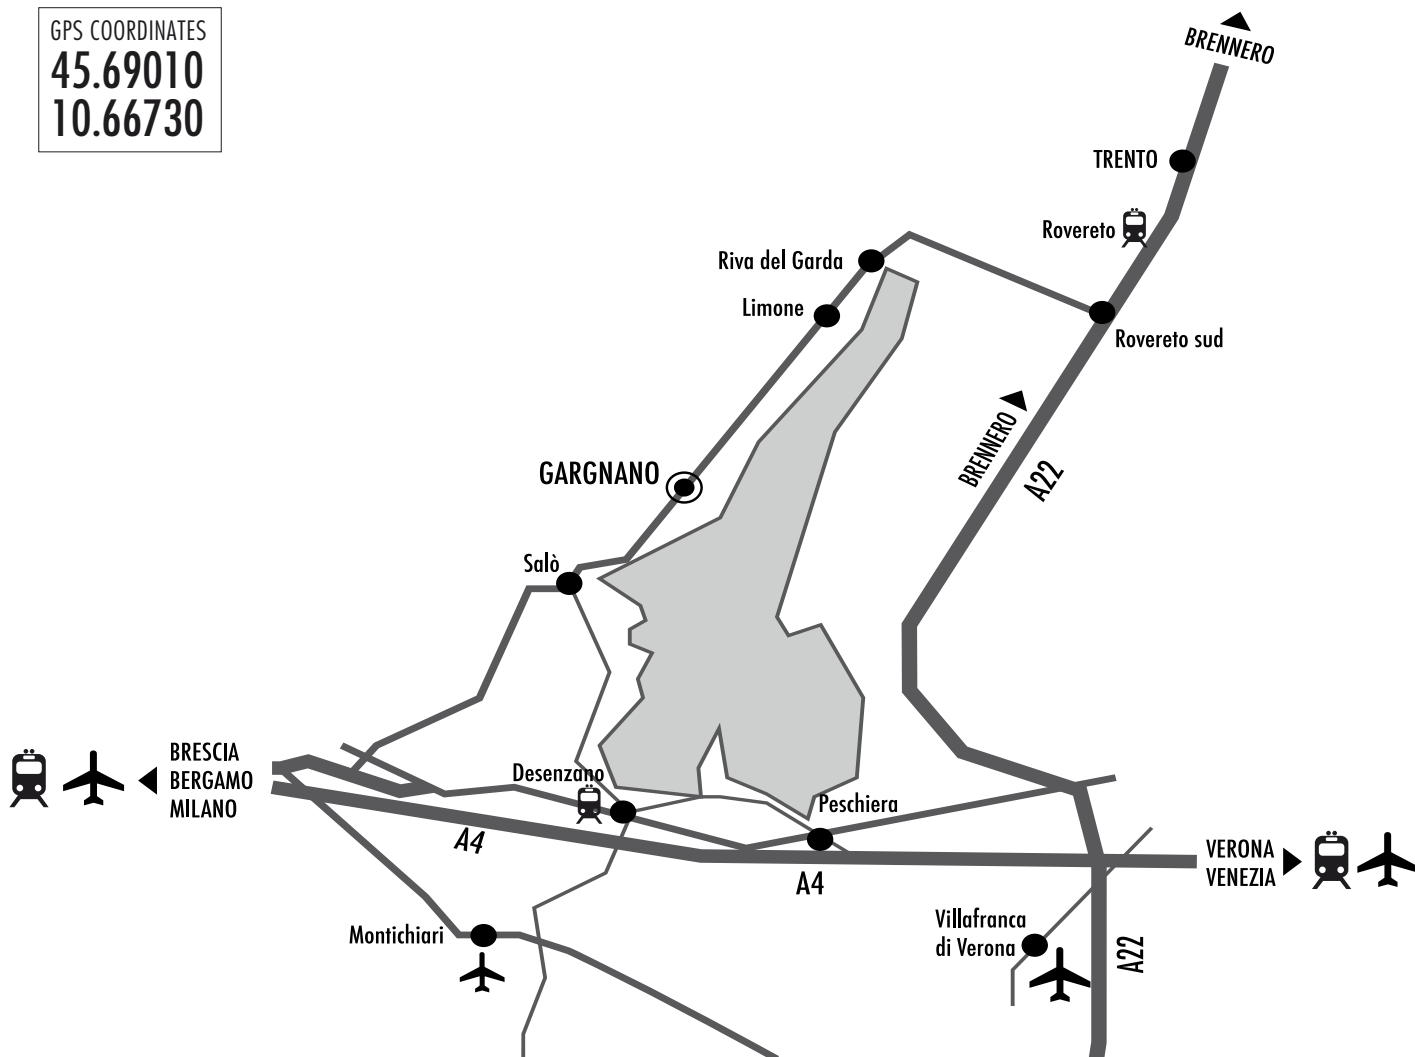 GPS COORDINATES
45.69010
10.66730
BRENNERO
TRENTO
Rovereto
Riva del Garda
Limone
Rovereto sud
BRENNERO
A22
GARGNANO
Salò
BRESCIA
BERGAMO
MILANO
Desenzano
Peschiera
A4
A4
VERONA
VENEZIA
Montichiari
Villafranca
di Verona
A22